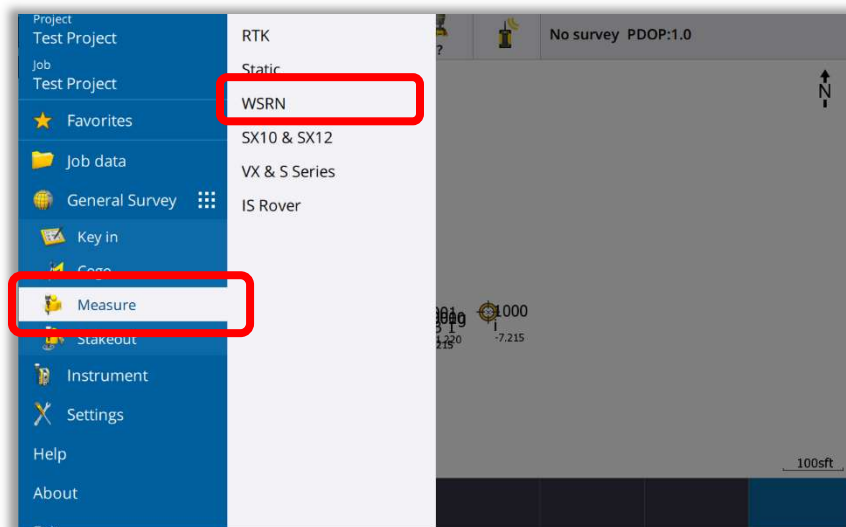 Project
Test Project
Job
Test Project
Favorites
Job data
General Survey
Key in
Cogo
Measure
Stakeout
Instrument
Settings
Help
About
RTK
Static
WSRN
SX10 & SX12
VX & S Series
IS Rover
?
No survey PDOP:1.0
N
1000
-7.215
100sft